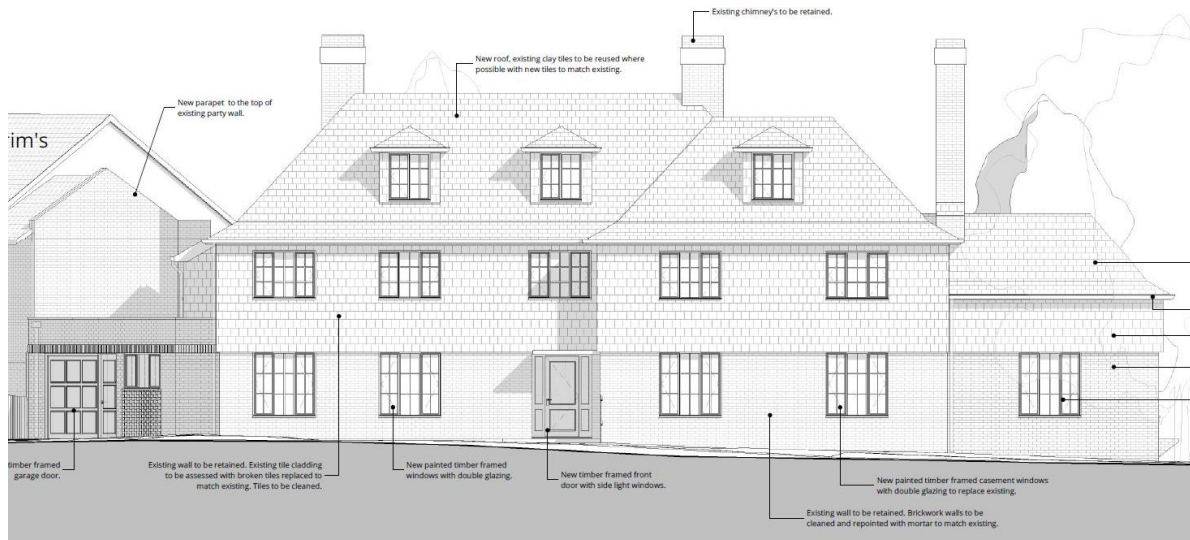 Existing chimney's to be retained.
New roof, existing clay tiles to be reused where
possible with new tiles to match existing.
New parapet to the top of
existing party wall.
rim's
timber framed
garage door.
Existing wall to be retained. Existing tile cladding
to be assessed with broken tiles replaced to
match existing. Tiles to be cleaned.
New painted timber framed
windows with double glazing.
New timber framed front
door with side light windows.
New painted timber framed casement windows
with double glazing to replace existing.
Existing wall to be retained. Brickwork walls to be
cleaned and repointed with mortar to match existing.